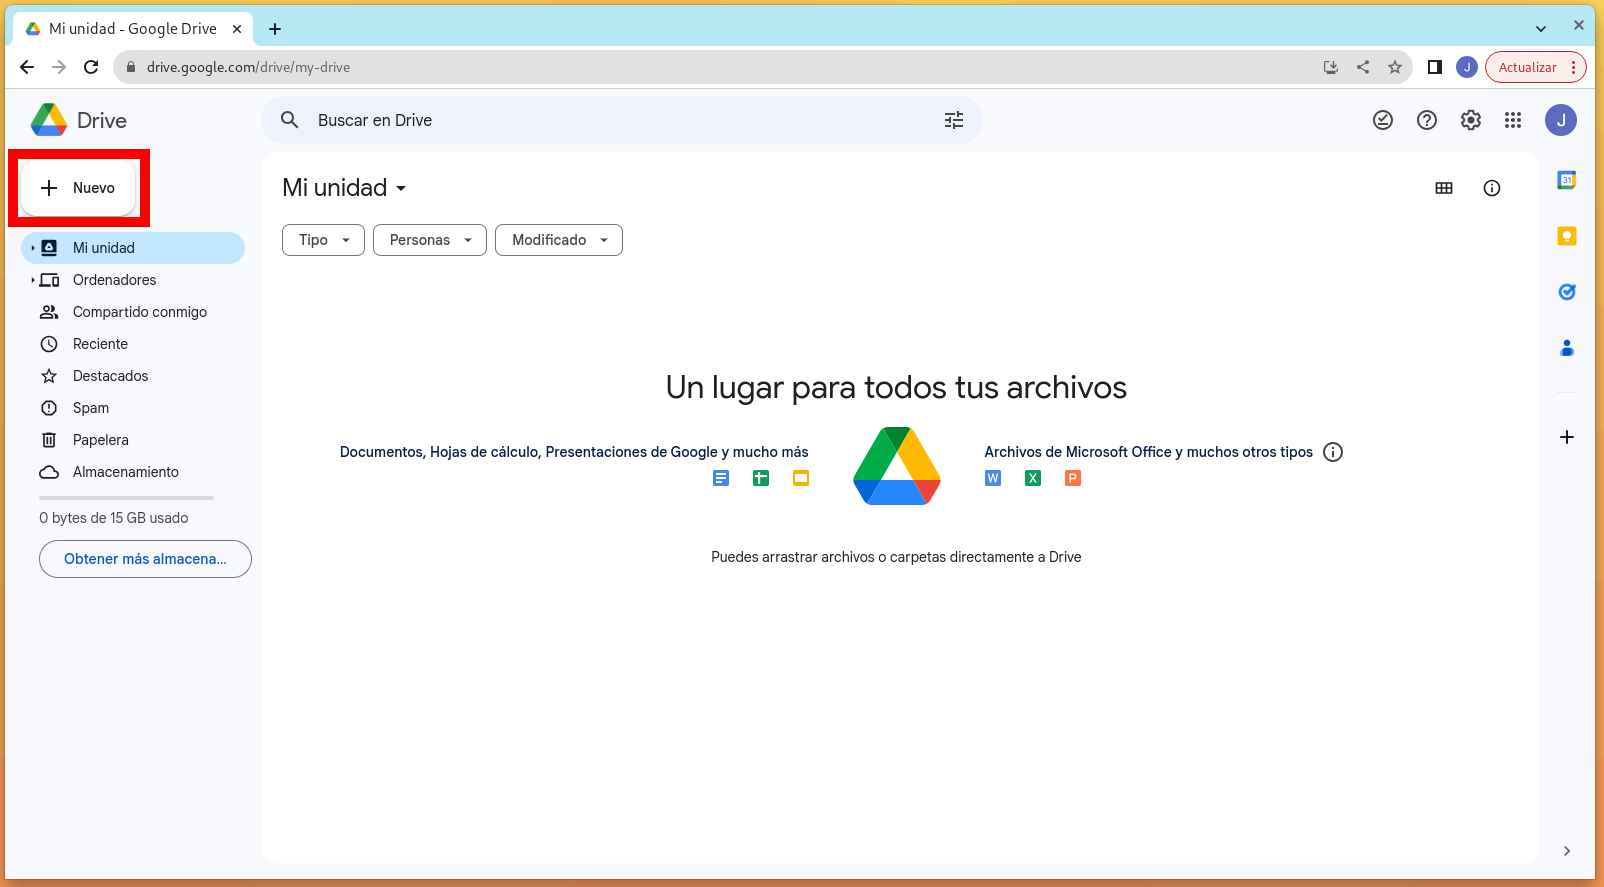 Mi unidad - Google Drive
drive.google.com/drive/my-drive
J
Actualizar
Drive
Buscar en Drive
J
Nuevo
Mi unidad
Ordenadores
Compartido conmigo
Reciente
Destacados
Spam
Papelera
Almacenamiento
0 bytes de 15 GB usado
Obtener más almacena...
Mi unidad
Tipo
Personas
Modificado
Un lugar para todos tus archivos
Documentos, Hojas de cálculo, Presentaciones de Google y mucho más
Archivos de Microsoft Office y muchos otros tipos
W X P
Puedes arrastrar archivos o carpetas directamente a Drive
31